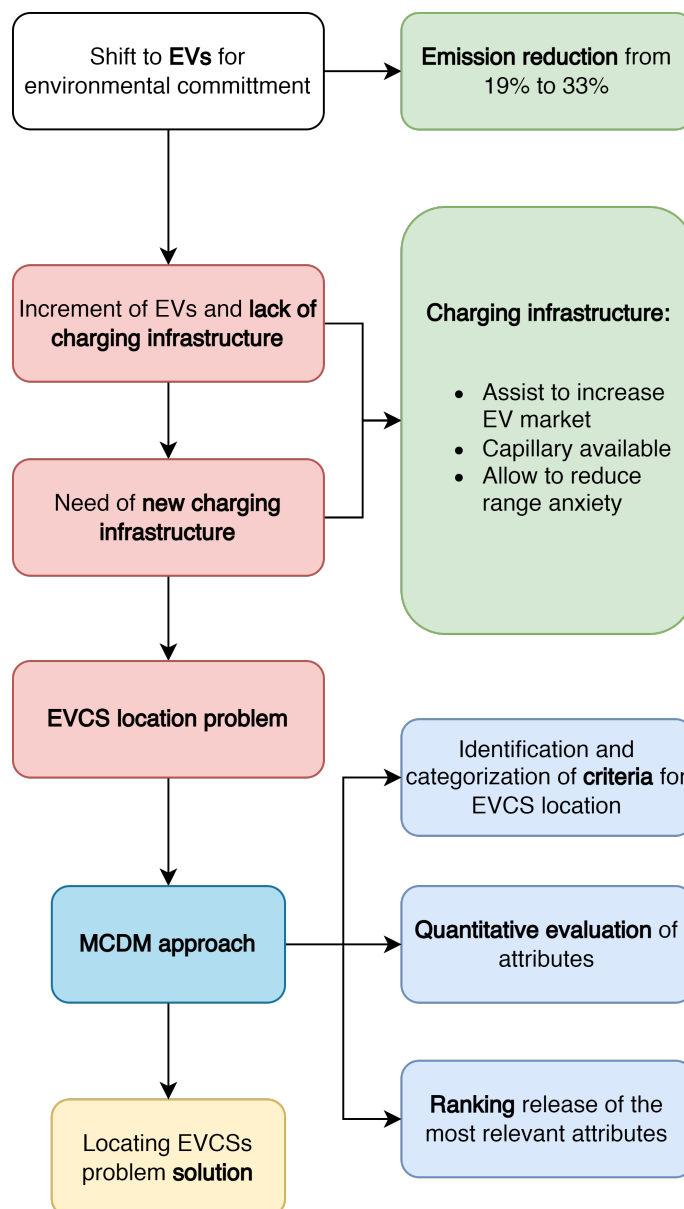 Shift to EVs for
environmental committment
Emission reduction from
19% to 33%
Increment of EVs and lack of
charging infrastructure
Charging infrastructure:
• Assist to increase
EV market
• Capillary available
• Allow to reduce
range anxiety
Need of new charging
infrastructure
EVCS location problem
Identification and
categorization of criteria for
EVCS location
MCDM approach
Quantitative evaluation of
attributes
Ranking release of the
most relevant attributes
Locating EVCSs
problem solution